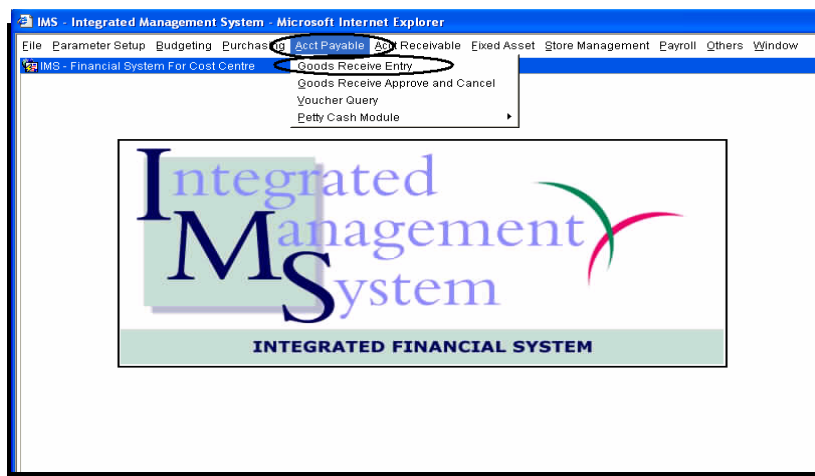 IMS - Integrated Management System - Microsoft Internet Explorer
File Parameter Setup Budgeting Purchasing Acct Payable Acct Receivable Fixed Asset Store Management Payroll Others Window
IMS - Financial System For Cost Centre
Goods Receive Entry
Goods Receive Approve and Cancel
Voucher Query
Petty Cash Module
Integrated
Management
System
INTEGRATED FINANCIAL SYSTEM